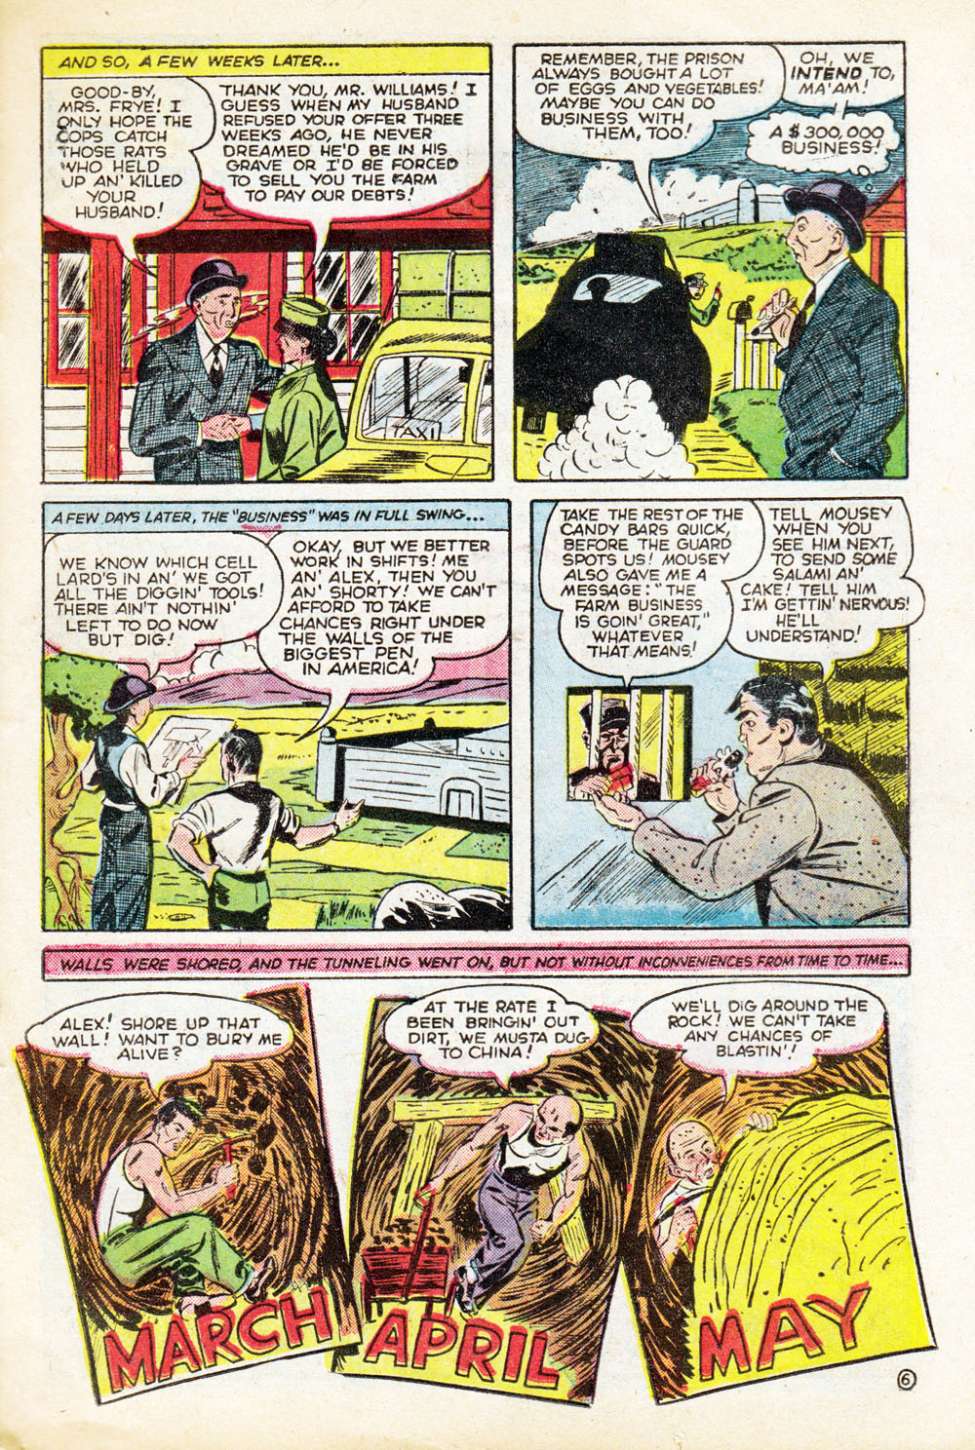 AND SO, A FEW WEEKS LATER...
GOOD-BY,
MRS. FRYE! I
ONLY HOPE THE
COPS CATCH
THOSE RATS
WHO HELD
UP AN' KILLED
YOUR
HUSBAND!
THANK YOU, MR. WILLIAMS! I
GUESS WHEN MY HUSBAND
REFUSED YOUR OFFER THREE
WEEKS AGO, HE NEVER
DREAMED HE'D BE IN HIS
GRAVE OR I'D BE FORCED
TO SELL YOU THE FARM
TO PAY OUR DEBTS!
TAXI
REMEMBER, THE PRISON
ALWAYS BOUGHT A LOT
OF EGGS AND VEGETABLES!
MAYBE YOU CAN DO
BUSINESS WITH
THEM, TOO!
OH, WE
INTEND TO,
MA'AM!
A $300,000
BUSINESS!
A FEW DAYS LATER, THE "BUSINESS" WAS IN FULL SWING...
WE KNOW WHICH CELL
LARD'S IN AN' WE GOT
ALL THE DIGGIN' TOOLS!
THERE AIN'T NOTHIN'
LEFT TO DO NOW
BUT DIG!
OKAY, BUT WE BETTER
WORK IN SHIFTS! ME
AN' ALEX, THEN YOU
AN' SHORTY! WE CAN'T
AFFORD TO TAKE
CHANCES RIGHT UNDER
THE WALLS OF THE
BIGGEST PEN
IN AMERICA!
TAKE THE REST OF THE
CANDY BARS QUICK,
BEFORE THE GUARD
SPOTS US! MOUSEY
ALSO GAVE ME A
MESSAGE: "THE
FARM BUSINESS
IS GOIN' GREAT,"
WHATEVER
THAT MEANS!
TELL MOUSEY
WHEN YOU
SEE HIM NEXT,
TO SEND SOME
SALAMI AN'
CAKE! TELL HIM
I'M GETTIN' NERVOUS!
HE'LL
UNDERSTAND!
WALLS WERE SHORED, AND THE TUNNELING WENT ON, BUT NOT WITHOUT INCONVENIENCES FROM TIME TO TIME...
ALEX! SHORE UP THAT
WALL! WANT TO BURY ME
ALIVE?
MARCH
AT THE RATE I
BEEN BRINGIN' OUT
DIRT, WE MUSTA DUG
TO CHINA!
APRIL
WE'LL DIG AROUND THE
ROCK! WE CAN'T TAKE
ANY CHANCES OF
BLASTIN'!
MAY
6